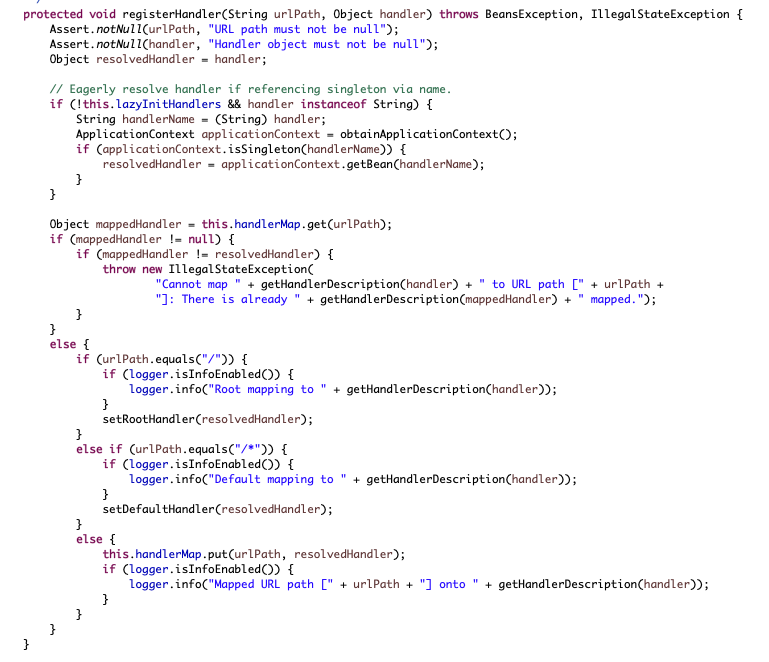 */
protected void registerHandler(String urlPath, Object handler) throws BeansException, IllegalStateException {
    Assert.notNull(urlPath, "URL path must not be null");
    Assert.notNull(handler, "Handler object must not be null");
    Object resolvedHandler = handler;

    // Eagerly resolve handler if referencing singleton via name.
    if (!this.lazyInitHandlers && handler instanceof String) {
        String handlerName = (String) handler;
        ApplicationContext applicationContext = obtainApplicationContext();
        if (applicationContext.isSingleton(handlerName)) {
            resolvedHandler = applicationContext.getBean(handlerName);
        }
    }

    Object mappedHandler = this.handlerMap.get(urlPath);
    if (mappedHandler != null) {
        if (mappedHandler != resolvedHandler) {
            throw new IllegalStateException(
                    "Cannot map " + getHandlerDescription(handler) + " to URL path [" + urlPath +
                    "]: There is already " + getHandlerDescription(mappedHandler) + " mapped.");
        }
    }
    else {
        if (urlPath.equals("/")) {
            if (logger.isInfoEnabled()) {
                logger.info("Root mapping to " + getHandlerDescription(handler));
            }
            setRootHandler(resolvedHandler);
        }
        else if (urlPath.equals("/*")) {
            if (logger.isInfoEnabled()) {
                logger.info("Default mapping to " + getHandlerDescription(handler));
            }
            setDefaultHandler(resolvedHandler);
        }
        else {
            this.handlerMap.put(urlPath, resolvedHandler);
            if (logger.isInfoEnabled()) {
                logger.info("Mapped URL path [" + urlPath + "] onto " + getHandlerDescription(handler));
            }
        }
    }
}